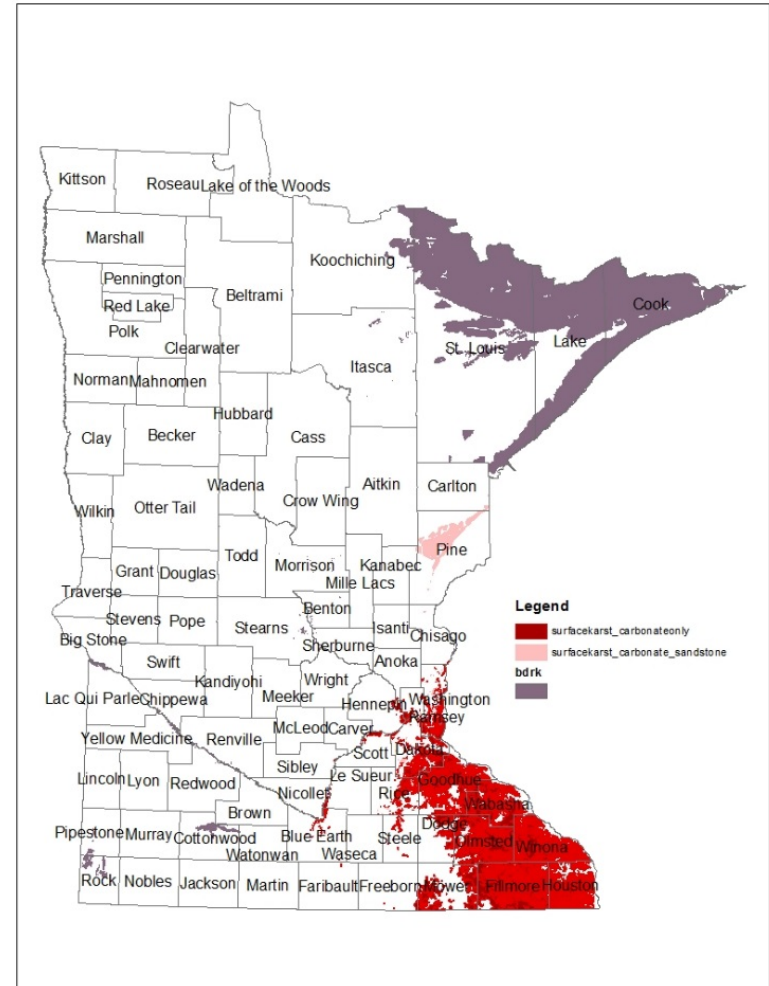 Kittson
Roseau
Lake of the Woods
Marshall
Koochiching
Pennington
Beltrami
Red Lake
Polk
Cook
Clearwater
St. Louis
Lake
Itasca
Norman
Mahnomen
Hubbard
Clay
Becker
Cass
Wadena
Aitkin
Carlton
Crow Wing
Otter Tail
Wilkin
Pine
Todd
Morrison
Kanabec
Grant
Douglas
Mille Lacs
Traverse
Benton
Stevens
Pope
Stearns
Isanti
Chisago
Big Stone
Sherburne
Anoka
Swift
Wright
Kandiyohi
Hennepin
Washington
Lac Qui Parle
Chippewa
Meeker
Ramsey
McLeod
Carver
Yellow Medicine
Renville
Scott
Dakota
Sibley
Lincoln
Lyon
Redwood
Le Sueur
Rice
Goodhue
Nicollet
Wabasha
Brown
Pipestone
Murray
Cottonwood
Blue Earth
Steele
Dodge
Olmsted
Winona
Watonwan
Waseca
Rock
Nobles
Jackson
Martin
Faribault
Freeborn
Mower
Fillmore
Houston
Legend
surfacekarst_carbonateonly
surfacekarst_carbonate_sandstone
bdrk